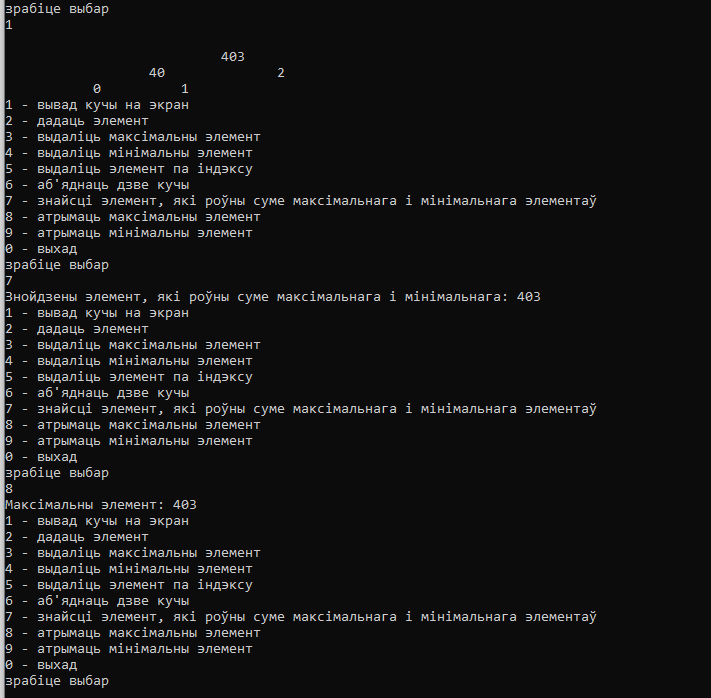 зрабіце выбар
1
403
40 2
0 1
1 - вывад кучы на экран
2 - дадаць элемент
3 - выдаліць максімальны элемент
4 - выдаліць мінімальны элемент
5 - выдаліць элемент па індэксу
6 - аб'яднаць дзве кучы
7 - знайсці элемент, які роўны суме максімальнага і мінімальнага элементаў
8 - атрымаць максімальны элемент
9 - атрымаць мінімальны элемент
0 - выхад
зрабіце выбар
7
Знойдзены элемент, які роўны суме максімальнага і мінімальнага: 403
1 - вывад кучы на экран
2 - дадаць элемент
3 - выдаліць максімальны элемент
4 - выдаліць мінімальны элемент
5 - выдаліць элемент па індэксу
6 - аб'яднаць дзве кучы
7 - знайсці элемент, які роўны суме максімальнага і мінімальнага элементаў
8 - атрымаць максімальны элемент
9 - атрымаць мінімальны элемент
0 - выхад
зрабіце выбар
8
Максімальны элемент: 403
1 - вывад кучы на экран
2 - дадаць элемент
3 - выдаліць максімальны элемент
4 - выдаліць мінімальны элемент
5 - выдаліць элемент па індэксу
6 - аб'яднаць дзве кучы
7 - знайсці элемент, які роўны суме максімальнага і мінімальнага элементаў
8 - атрымаць максімальны элемент
9 - атрымаць мінімальны элемент
0 - выхад
зрабіце выбар